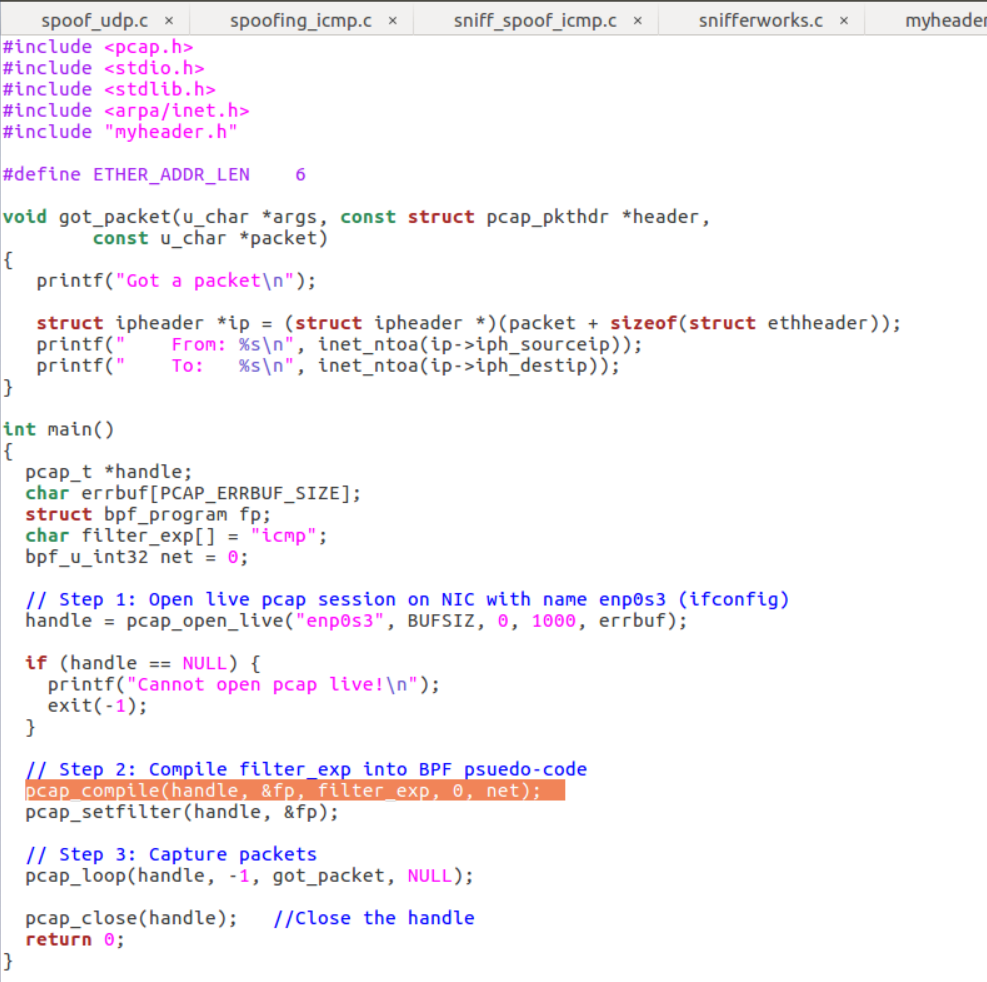 spoof_udp.c × spoofing_icmp.c × sniff_spoof_icmp.c × snifferworks.c × myheader
#include <pcap.h>
#include <stdio.h>
#include <stdlib.h>
#include <arpa/inet.h>
#include "myheader.h"
#define ETHER_ADDR_LEN    6
void got_packet(u_char *args, const struct pcap_pkthdr *header,
        const u_char *packet)
{
   printf("Got a packet\n");
   struct ipheader *ip = (struct ipheader *)(packet + sizeof(struct ethheader));
   printf("    From: %s\n", inet_ntoa(ip->iph_sourceip));
   printf("    To:   %s\n", inet_ntoa(ip->iph_destip));
}
int main()
{
  pcap_t *handle;
  char errbuf[PCAP_ERRBUF_SIZE];
  struct bpf_program fp;
  char filter_exp[] = "icmp";
  bpf_u_int32 net = 0;
  // Step 1: Open live pcap session on NIC with name enp0s3 (ifconfig)
  handle = pcap_open_live("enp0s3", BUFSIZ, 0, 1000, errbuf);
  if (handle == NULL) {
    printf("Cannot open pcap live!\n");
    exit(-1);
  }
  // Step 2: Compile filter_exp into BPF psuedo-code
  pcap_compile(handle, &fp, filter_exp, 0, net);
  pcap_setfilter(handle, &fp);
  // Step 3: Capture packets
  pcap_loop(handle, -1, got_packet, NULL);
  pcap_close(handle);   //Close the handle
  return 0;
}